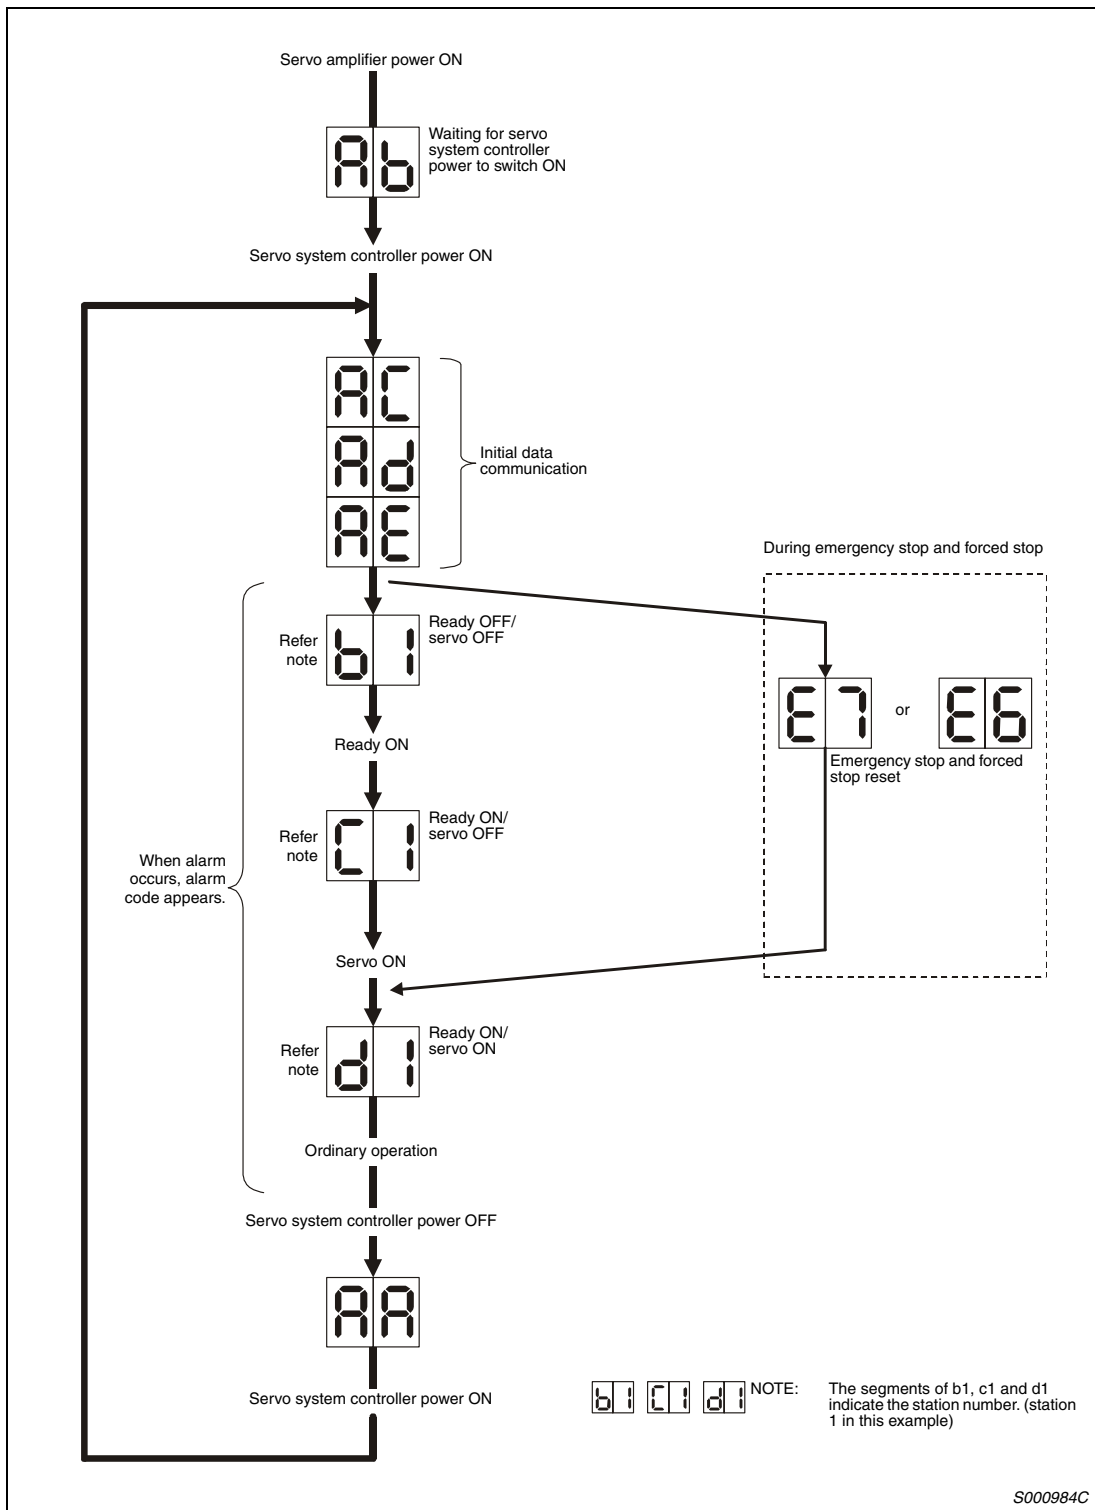 Servo amplifier power ON
Ab
Waiting for servo
system controller
power to switch ON
Servo system controller power ON
AC
Ad
AE
Initial data
communication
During emergency stop and forced stop
Refer
note
b1
Ready OFF/
servo OFF
E7
or
E6
Emergency stop and forced
stop reset
Ready ON
Refer
note
C1
Ready ON/
servo OFF
When alarm
occurs, alarm
code appears.
Servo ON
Refer
note
d1
Ready ON/
servo ON
Ordinary operation
Servo system controller power OFF
AA
Servo system controller power ON
b1 C1 d1 NOTE:
The segments of b1, c1 and d1
indicate the station number. (station
1 in this example)
S000984C